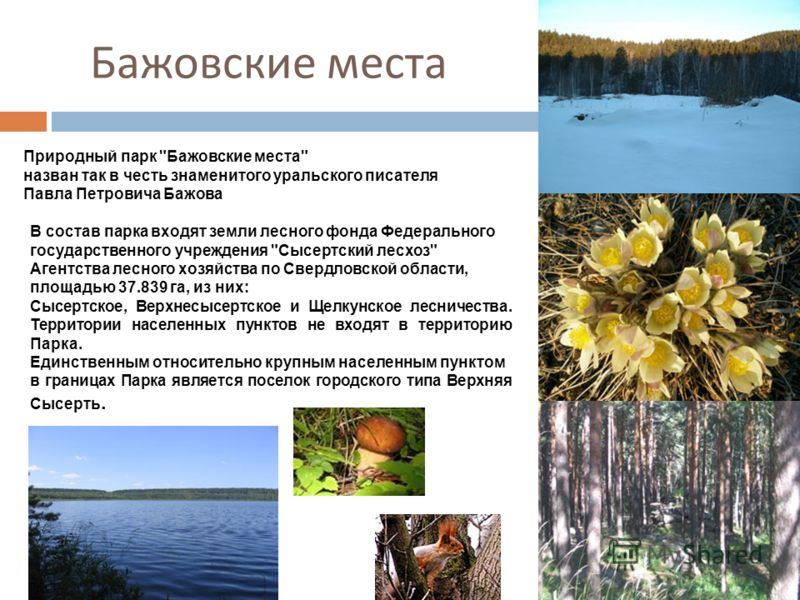 Бажовские места
Природный парк "Бажовские места"
назван так в честь знаменитого уральского писателя
Павла Петровича Бажова
В состав парка входят земли лесного фонда Федерального
государственного учреждения "Сысертский лесхоз"
Агентства лесного хозяйства по Свердловской области,
площадью 37.839 га, из них:
Сысертское, Верхнесысертское и Щелкунское лесничества.
Территории населенных пунктов не входят в территорию
Парка.
Единственным относительно крупным населенным пунктом
в границах Парка является поселок городского типа Верхняя
Сысерть.
MyShared